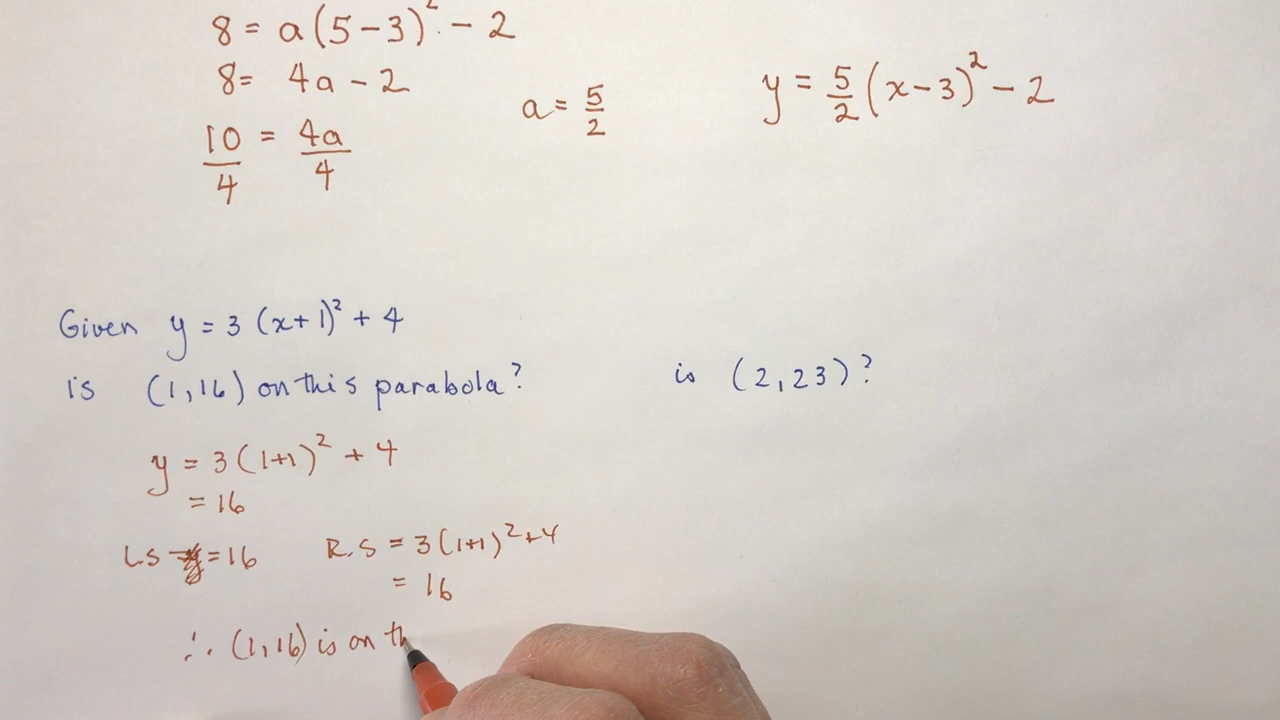 8 = a(5-3)² - 2
8 = 4a - 2
10/4 = 4a/4
a = 5/2
y = 5/2 (x-3)² - 2
Given y = 3(x+1)² + 4
is (1,16) on this parabola?
is (2,23)?
y = 3(1+1)² + 4
= 16
LS = 16
R.S = 3(1+1)² + 4
= 16
∴ (1,16) is on th